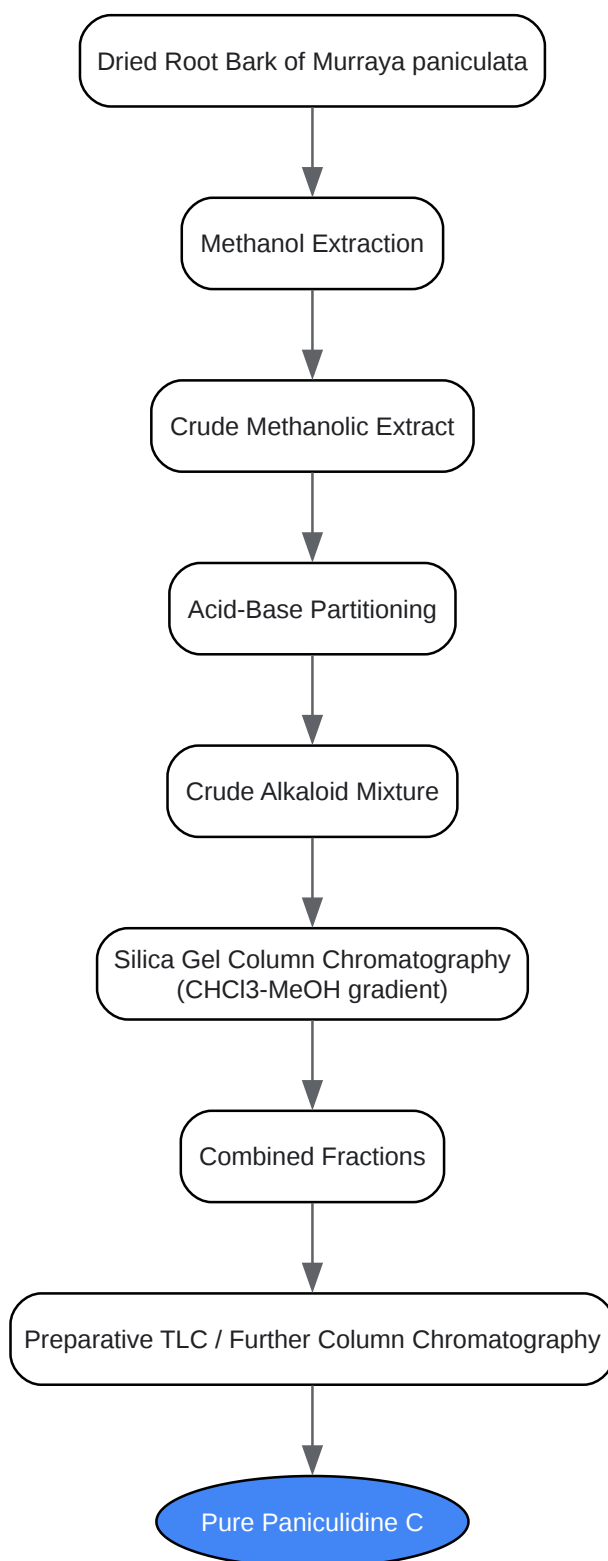 Dried Root Bark of Murraya paniculata
Methanol Extraction
Crude Methanolic Extract
Acid-Base Partitioning
Crude Alkaloid Mixture
Silica Gel Column Chromatography
(CHCl3-MeOH gradient)
Combined Fractions
Preparative TLC / Further Column Chromatography
Pure Paniculidine C